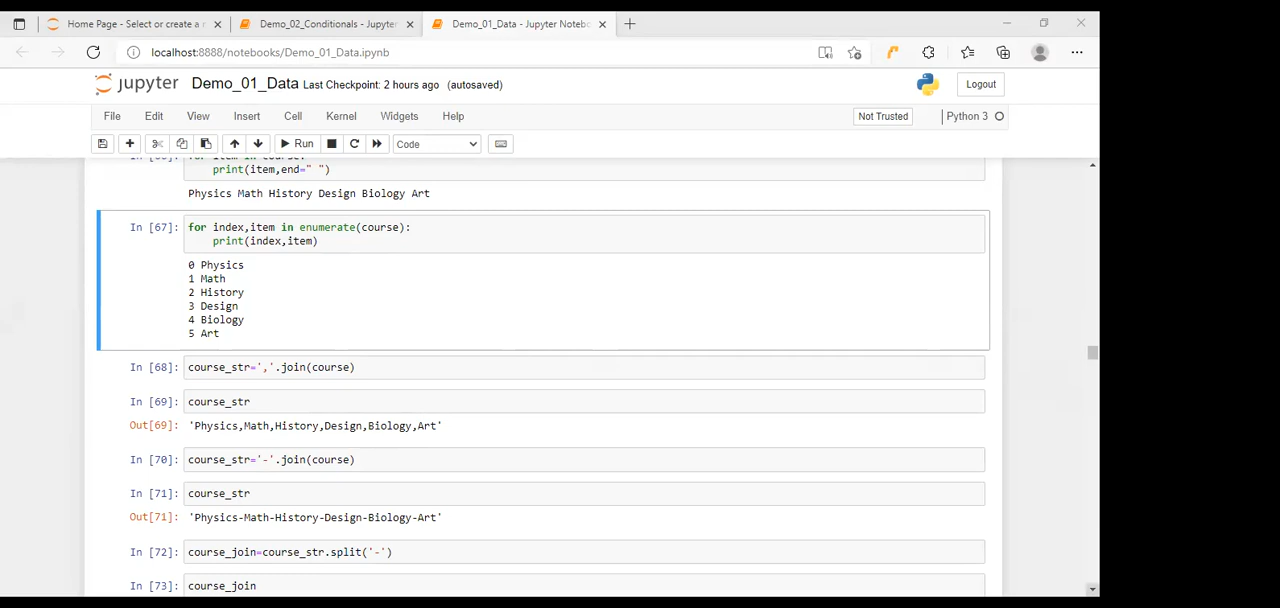 Home Page - Select or create a n
Demo_02_Conditionals - Jupyter
Demo_01_Data - Jupyter Notebo
localhost:8888/notebooks/Demo_01_Data.ipynb
jupyter Demo_01_Data Last Checkpoint: 2 hours ago (autosaved)
Logout
File Edit View Insert Cell Kernel Widgets Help
Not Trusted
Python 3
Run
Code
for item in course:
print(item,end=" ")
Physics Math History Design Biology Art
In [67]: for index,item in enumerate(course):
print(index,item)
0 Physics
1 Math
2 History
3 Design
4 Biology
5 Art
In [68]: course_str=','.join(course)
In [69]: course_str
Out[69]: 'Physics,Math,History,Design,Biology,Art'
In [70]: course_str='-'.join(course)
In [71]: course_str
Out[71]: 'Physics-Math-History-Design-Biology-Art'
In [72]: course_join=course_str.split('-')
In [73]: course_join